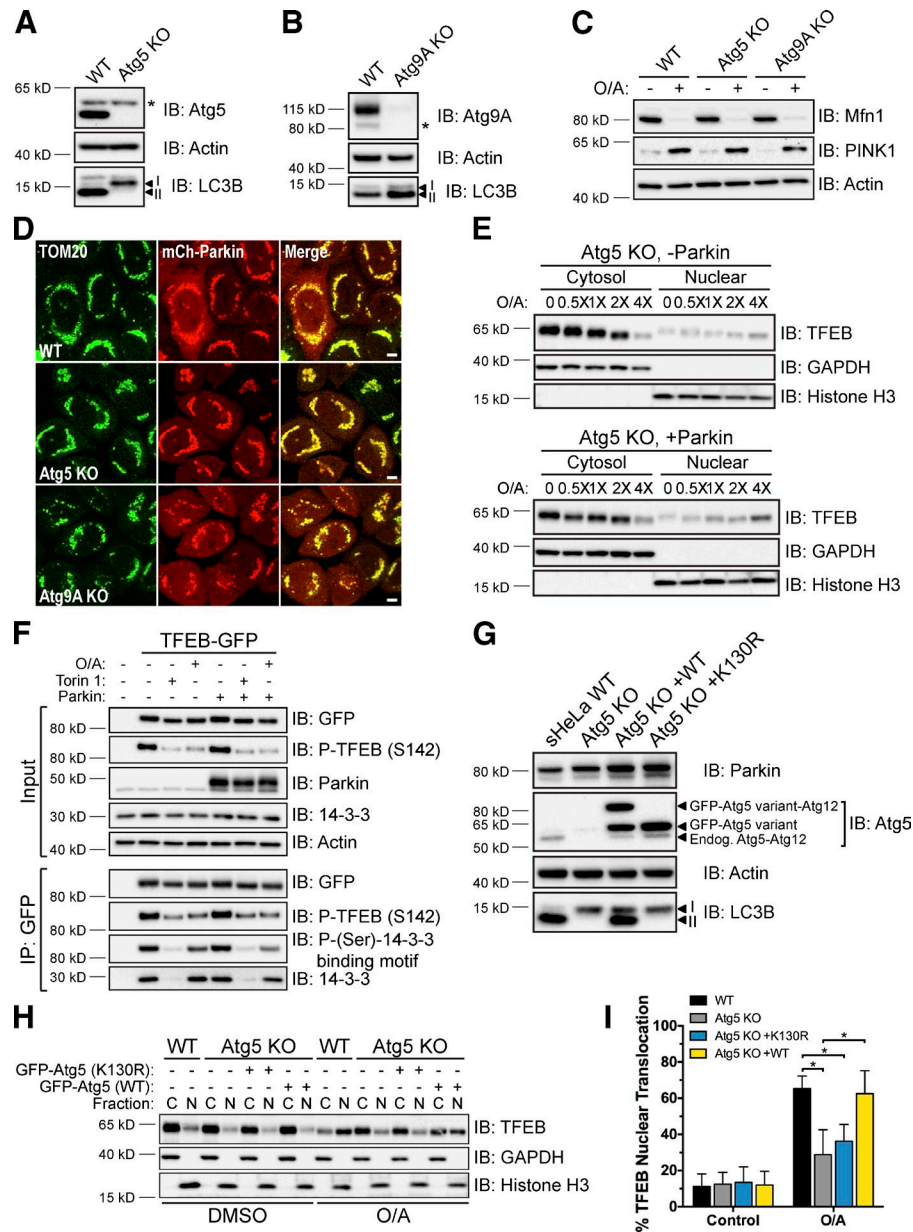 A
WT
Atg5 KO
65 kD
*
IB: Atg5
40 kD
IB: Actin
15 kD
I
II
IB: LC3B
B
WT
Atg9A KO
115 kD
80 kD
*
IB: Atg9A
40 kD
IB: Actin
15 kD
I
II
IB: LC3B
C
WT Atg5 KO Atg9A KO
O/A: - + - + - +
80 kD
IB: Mfn1
65 kD
50 kD
IB: PINK1
40 kD
IB: Actin
D
TOM20 mCh-Parkin Merge
WT
Atg5 KO
Atg9A KO
E
Atg5 KO, -Parkin
Cytosol Nuclear
O/A: 0 0.5X 1X 2X 4X 0 0.5X 1X 2X 4X
65 kD IB: TFEB
40 kD IB: GAPDH
15 kD IB: Histone H3
Atg5 KO, +Parkin
Cytosol Nuclear
O/A: 0 0.5X 1X 2X 4X 0 0.5X 1X 2X 4X
65 kD IB: TFEB
40 kD IB: GAPDH
15 kD IB: Histone H3
F
TFEB-GFP
O/A: - - - + - - +
Torin 1: - - + - - + -
Parkin: - - - - + + +
Input
80 kD IB: GFP
80 kD IB: P-TFEB (S142)
50 kD IB: Parkin
30 kD IB: 14-3-3
40 kD IB: Actin
IP: GFP
80 kD IB: GFP
80 kD IB: P-TFEB (S142)
80 kD IB: P-(Ser)-14-3-3
binding motif
30 kD IB: 14-3-3
G
sHeLa WT
Atg5 KO
Atg5 KO +WT
Atg5 KO +K130R
80 kD IB: Parkin
80 kD GFP-Atg5 variant-Atg12
65 kD GFP-Atg5 variant
50 kD Endog. Atg5-Atg12
IB: Atg5
40 kD IB: Actin
15 kD I
II
IB: LC3B
H
WT Atg5 KO WT Atg5 KO
GFP-Atg5 (K130R): - - - - + + - - - - - - + + - -
GFP-Atg5 (WT): - - - - - - + + - - - - - - + +
Fraction: C N C N C N C N C N C N C N C N
65 kD IB: TFEB
40 kD IB: GAPDH
15 kD IB: Histone H3
DMSO O/A
I
WT
Atg5 KO
Atg5 KO +K130R
Atg5 KO +WT
% TFEB Nuclear Translocation
100
80
60
40
20
0
* * *
Control O/A